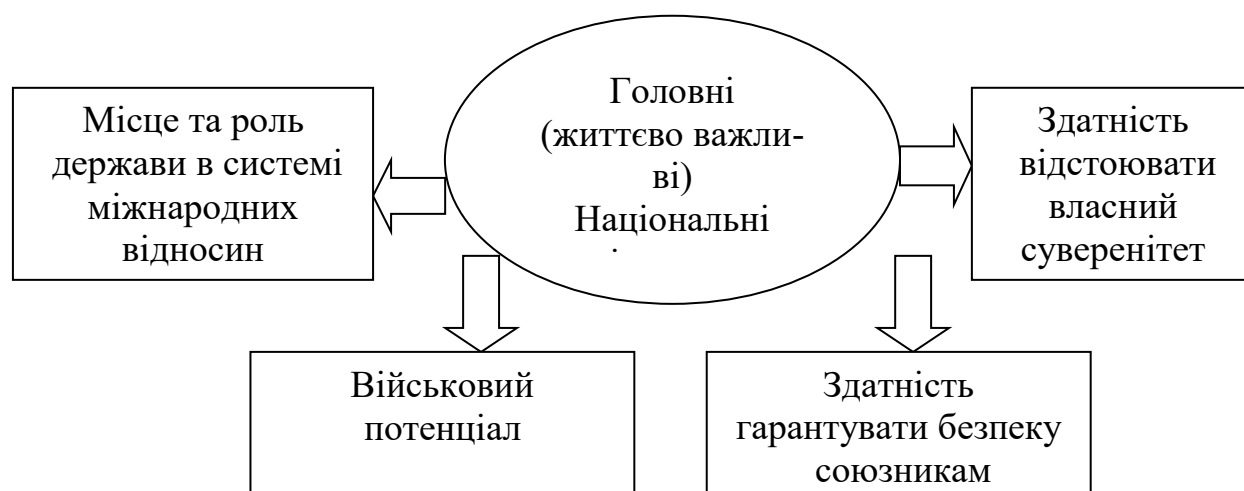 Місце та роль
держави в системі
міжнародних
відносин
Головні
(життєво важли-
ві)
Національні
Здатність
відстоювати
власний
суверенітет
Військовий
потенціал
Здатність
гарантувати безпеку
союзникам